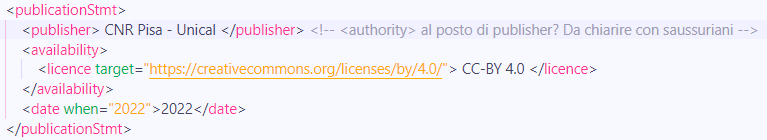 <publicationStmt>
<publisher> CNR Pisa - Unical </publisher> <!-- <authority> al posto di publisher? Da chiarire con saussuriani -->
<availability>
<licence target="https://creativecommons.org/licenses/by/4.0/"> CC-BY 4.0 </licence>
</availability>
<date when="2022">2022</date>
</publicationStmt>